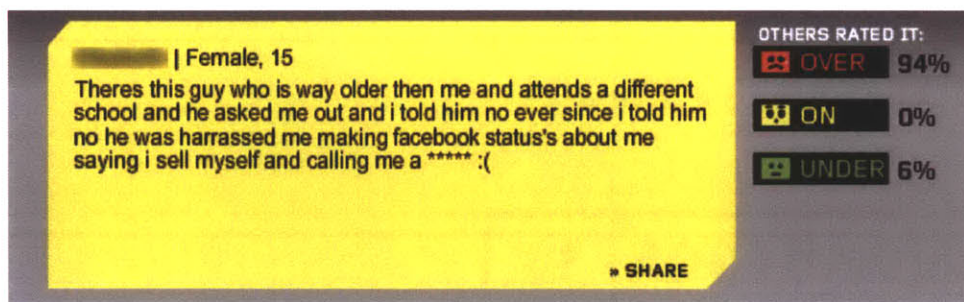 | Female, 15
Theres this guy who is way older then me and attends a different
school and he asked me out and i told him no ever since i told him
no he was harrassed me making facebook status's about me
saying i sell myself and calling me a ***** :(
» SHARE
OTHERS RATED IT:
OVER 94%
ON 0%
UNDER 6%